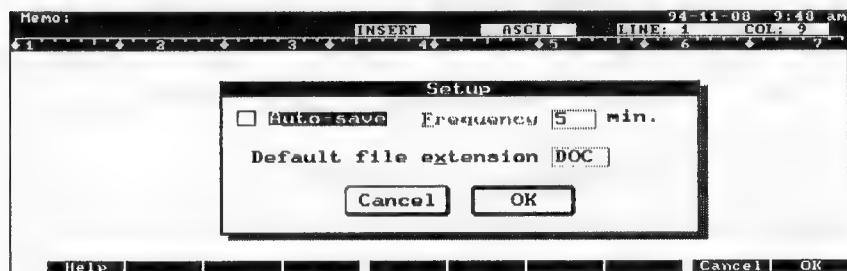 Memo: 94-11-08 9:48 am
INSERT ASCII LINE: 1 COL: 9
1 2 3 4 5 6 7
Setup
Auto save Frequency 5 min.
Default file extension DOC
Cancel OK
Help Cancel OK